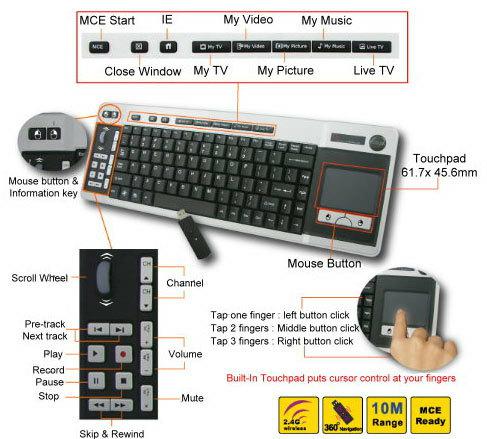 MCE Start
IE
My Video
My Music
MCE
My TV
My Video
My Picture
My Music
Live TV
Close Window
My TV
My Picture
Live TV
Mouse button &
Information key
Touchpad
61.7x 45.6mm
Mouse Button
Scroll Wheel
CH
CH
Channel
Pre-track
Next track
Play
Record
Pause
Stop
Volume
Mute
Skip & Rewind
Tap one finger : left button click
Tap 2 fingers : Middle button click
Tap 3 fingers : Right button click
Built-In Touchpad puts cursor control at your fingers
2.4G
wireless
360° Navigation
10M
Range
MCE
Ready